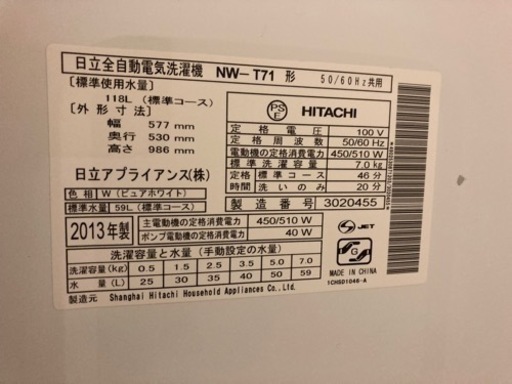 日立全自動電気洗濯機 NW-T71 形 50/60Hz共用
〔標準使用水量〕
118L (標準コース)
〔外形寸法〕
幅 577 mm
奥行 530 mm
高さ 986 mm
日立アプライアンス(株)
色相 W(ピュアホワイト)
標準水量 59L(標準コース)
2013年製
PS
E
HITACHI
定格電圧 100 V
定格周波数 50/60 Hz
電動機の定格消費電力 450/510 W
標準洗濯容量 7.0 kg
定格 (標準コース) 46分
時間 洗いのみ 20分
製造番号 3020455
主電動機の定格消費電力 450/510 W
ポンプ電動機の定格消費電力 40 W
S JET
G
洗濯容量と水量 (手動設定の水量)
洗濯容量(kg) 0.5 1.5 2.5 3.5 5.0 7.0
水量(L) 25 30 35 40 50 59
製造元 Shanghai Hitachi Household Appliances Co., Ltd.
MADE IN CHINA
1CHS01046-A